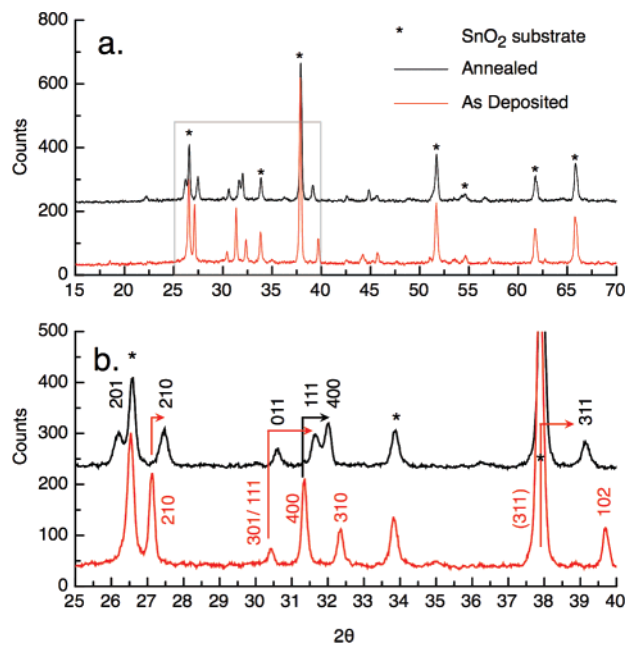 800
600
400
200
0
Counts
a.
* SnO₂ substrate
Annealed
As Deposited
* * * * * * *
15 20 25 30 35 40 45 50 55 60 65 70
500
400
300
200
100
0
Counts
b.
201 * 210 011 111 400 * 311
210 301/ 111 400 310 (311) * 102
25 26 27 28 29 30 31 32 33 34 35 36 37 38 39 40
2θ